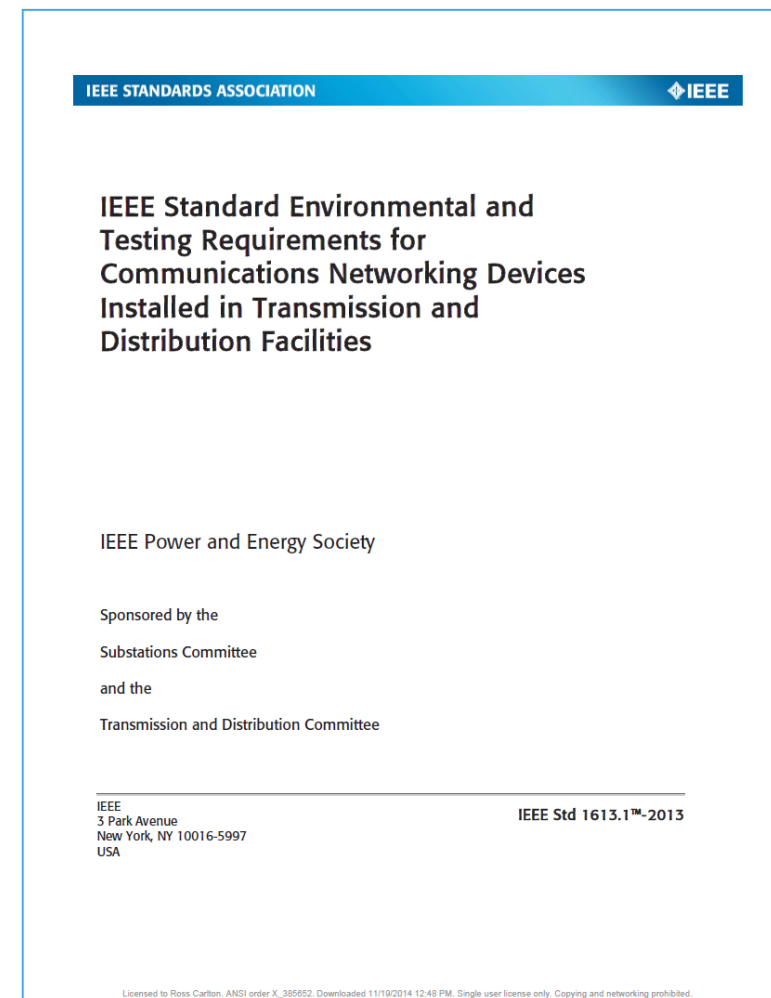 IEEE STANDARDS ASSOCIATION
IEEE
IEEE Standard Environmental and
Testing Requirements for
Communications Networking Devices
Installed in Transmission and
Distribution Facilities
IEEE Power and Energy Society
Sponsored by the
Substations Committee
and the
Transmission and Distribution Committee
IEEE
3 Park Avenue
New York, NY 10016-5997
USA
IEEE Std 1613.1™-2013
Licensed to Ross Carlton. ANSI order X_385652. Downloaded 11/19/2014 12:48 PM. Single user license only. Copying and networking prohibited.